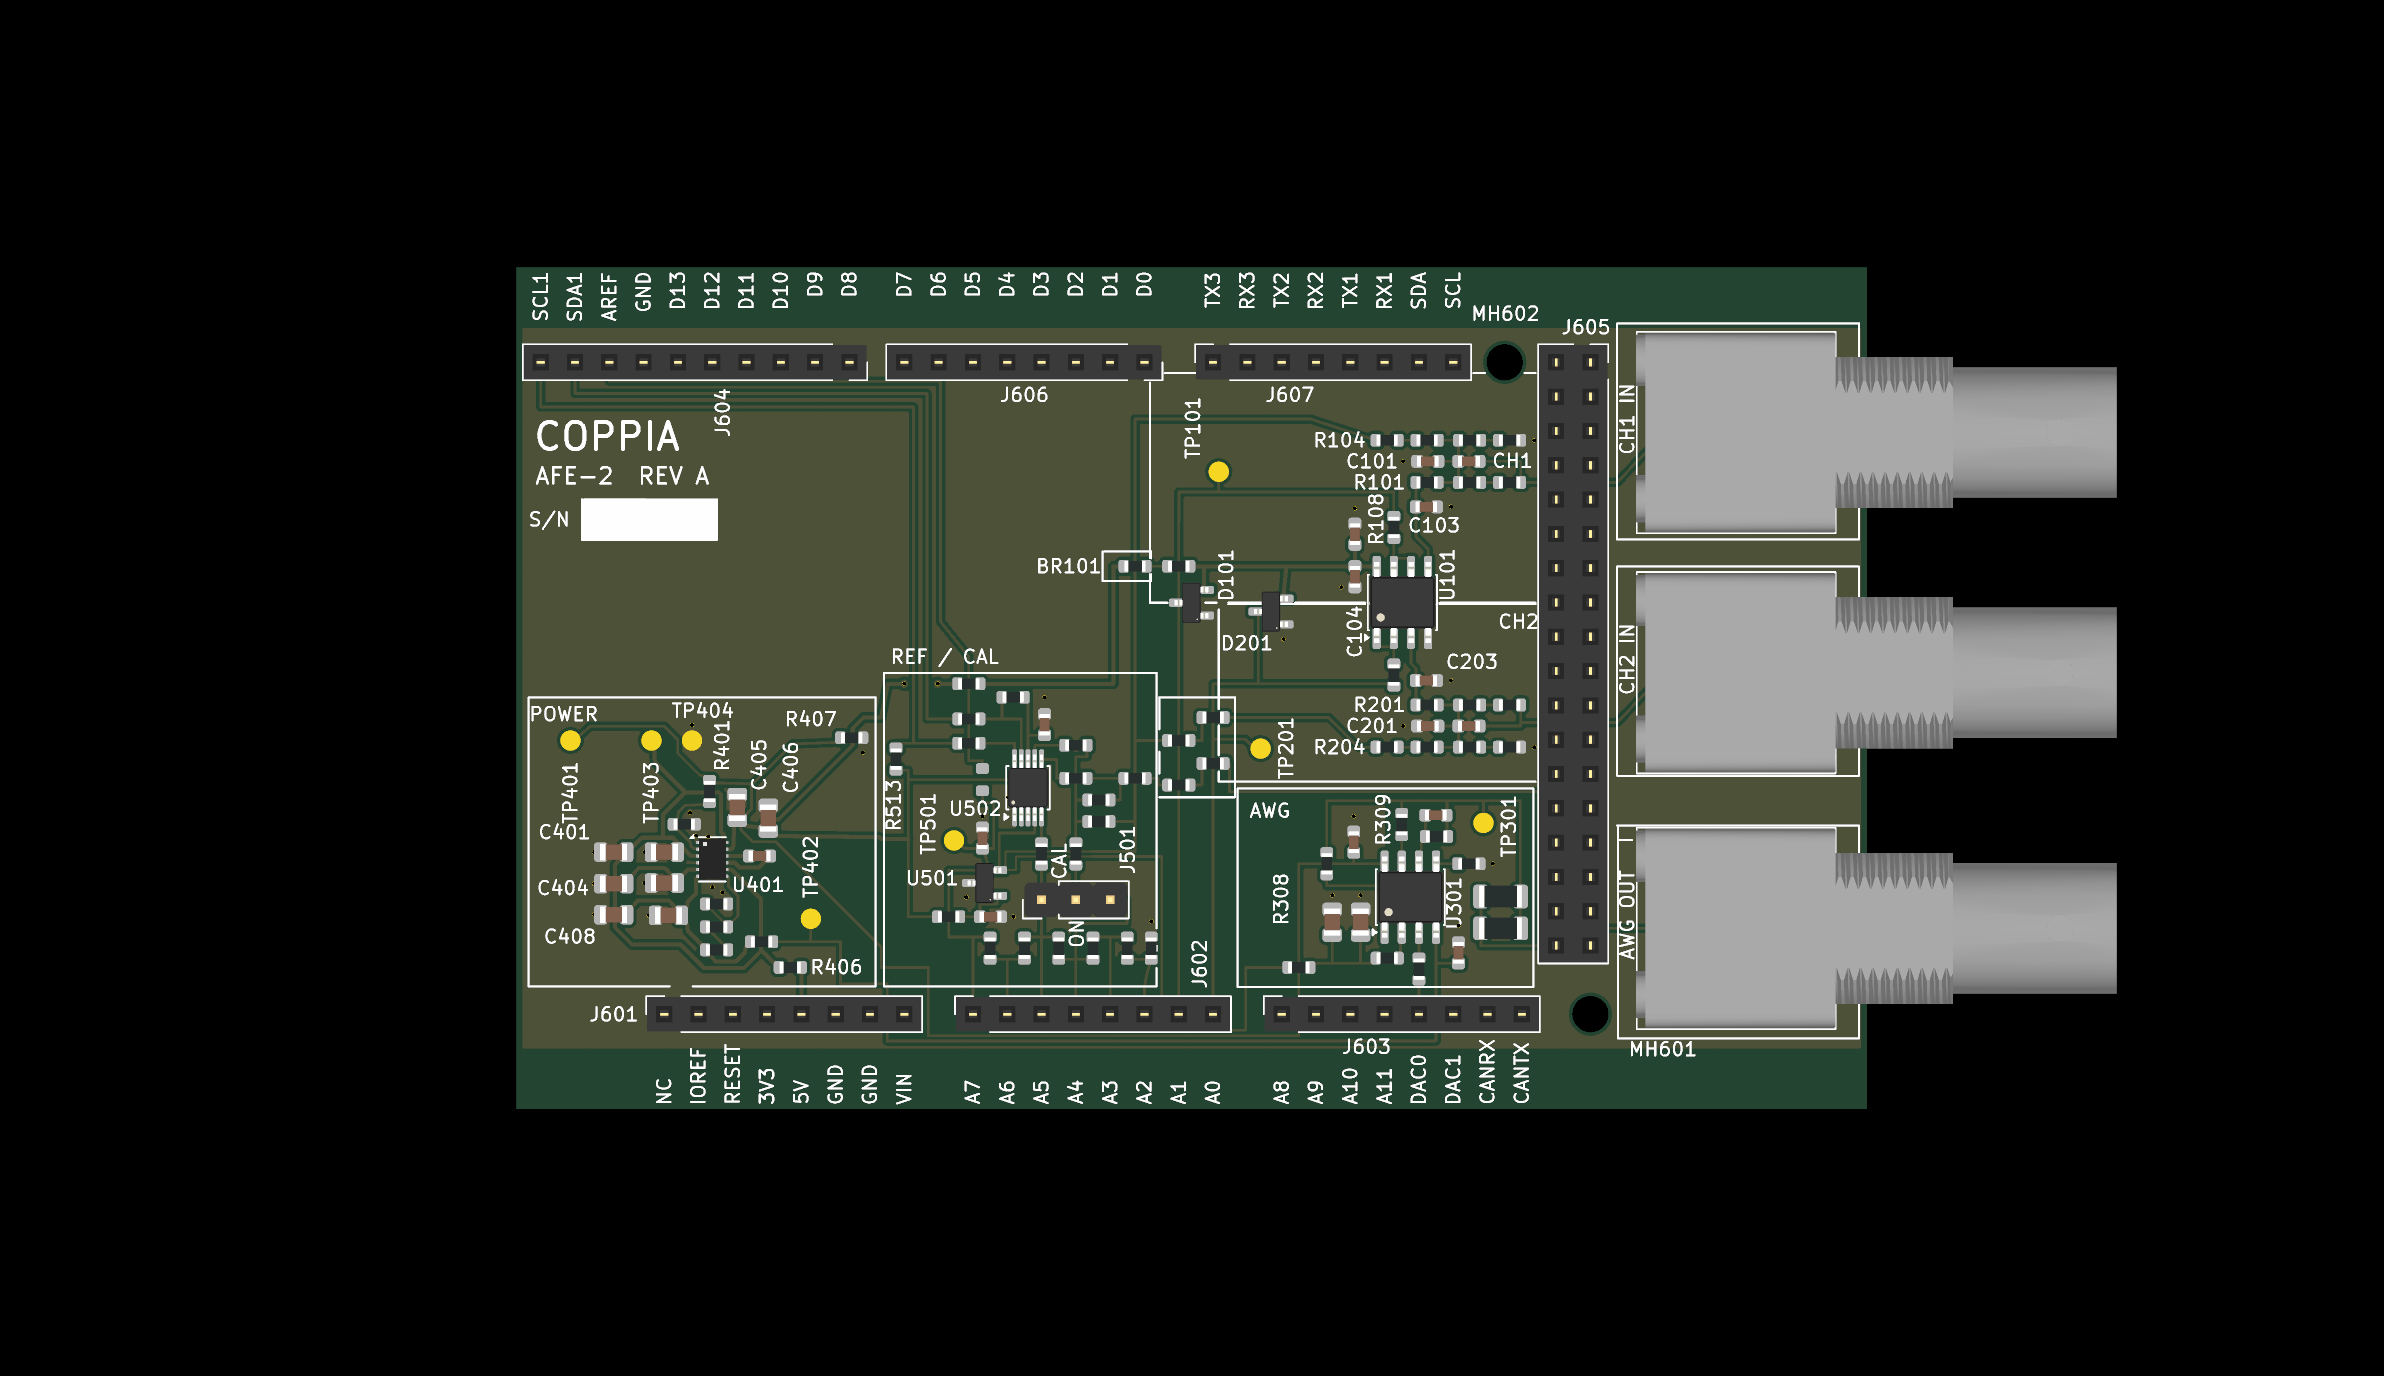 SCL1 SDA1 AREF GND D13 D12 D11 D10 D9 D8 D7 D6 D5 D4 D3 D2 D1 D0 TX3 RX3 TX2 RX2 TX1 RX1 SDA SCL
MH602
J605
J604
J606
J607
COPPIA
AFE-2 REV A
S/N
TP101
R104
C101
CH1
R101
R108
C103
CH1 IN
BR101
D101
U101
C104
D201
CH2
C203
CH2 IN
R201
C201
R204
TP201
REF / CAL
POWER
TP404
R407
R401
C405
C406
TP401
TP403
C401
C404
C408
TP402
U401
R406
R513
TP501
U502
U501
CAL
J501
ON
AWG
R309
TP301
R308
U301
AWG OUT
J601
J602
J603
MH601
NC IOREF RESET 3V3 5V GND GND VIN A7 A6 A5 A4 A3 A2 A1 A0 A8 A9 A10 A11 DAC0 DAC1 CANRX CANTX